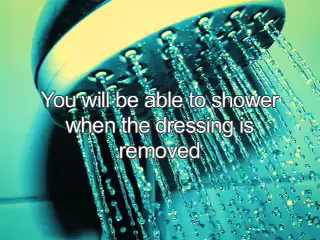 You will be able to shower
when the dressing is
removed